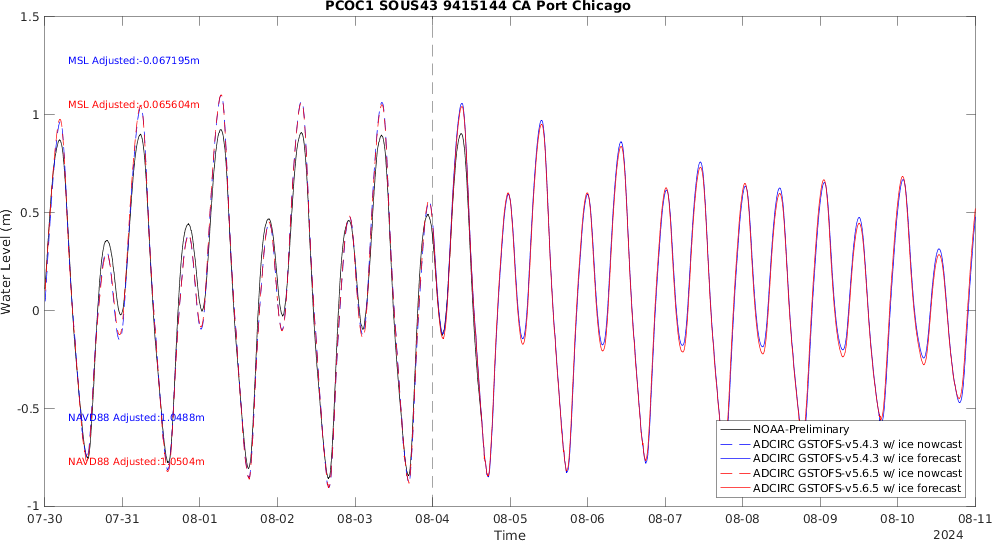 PCOC1 SOUS43 9415144 CA Port Chicago
1.5
MSL Adjusted:-0.067195m
MSL Adjusted:-0.065604m
1
0.5
Water Level (m)
0
-0.5
NAVD88 Adjusted:1.0488m
NAVD88 Adjusted:1.0504m
NOAA-Preliminary
ADCIRC GSTOFS-v5.4.3 w/ ice nowcast
ADCIRC GSTOFS-v5.4.3 w/ ice forecast
ADCIRC GSTOFS-v5.6.5 w/ ice nowcast
ADCIRC GSTOFS-v5.6.5 w/ ice forecast
-1
07-30 07-31 08-01 08-02 08-03 08-04 08-05 08-06 08-07 08-08 08-09 08-10 08-11
Time
2024